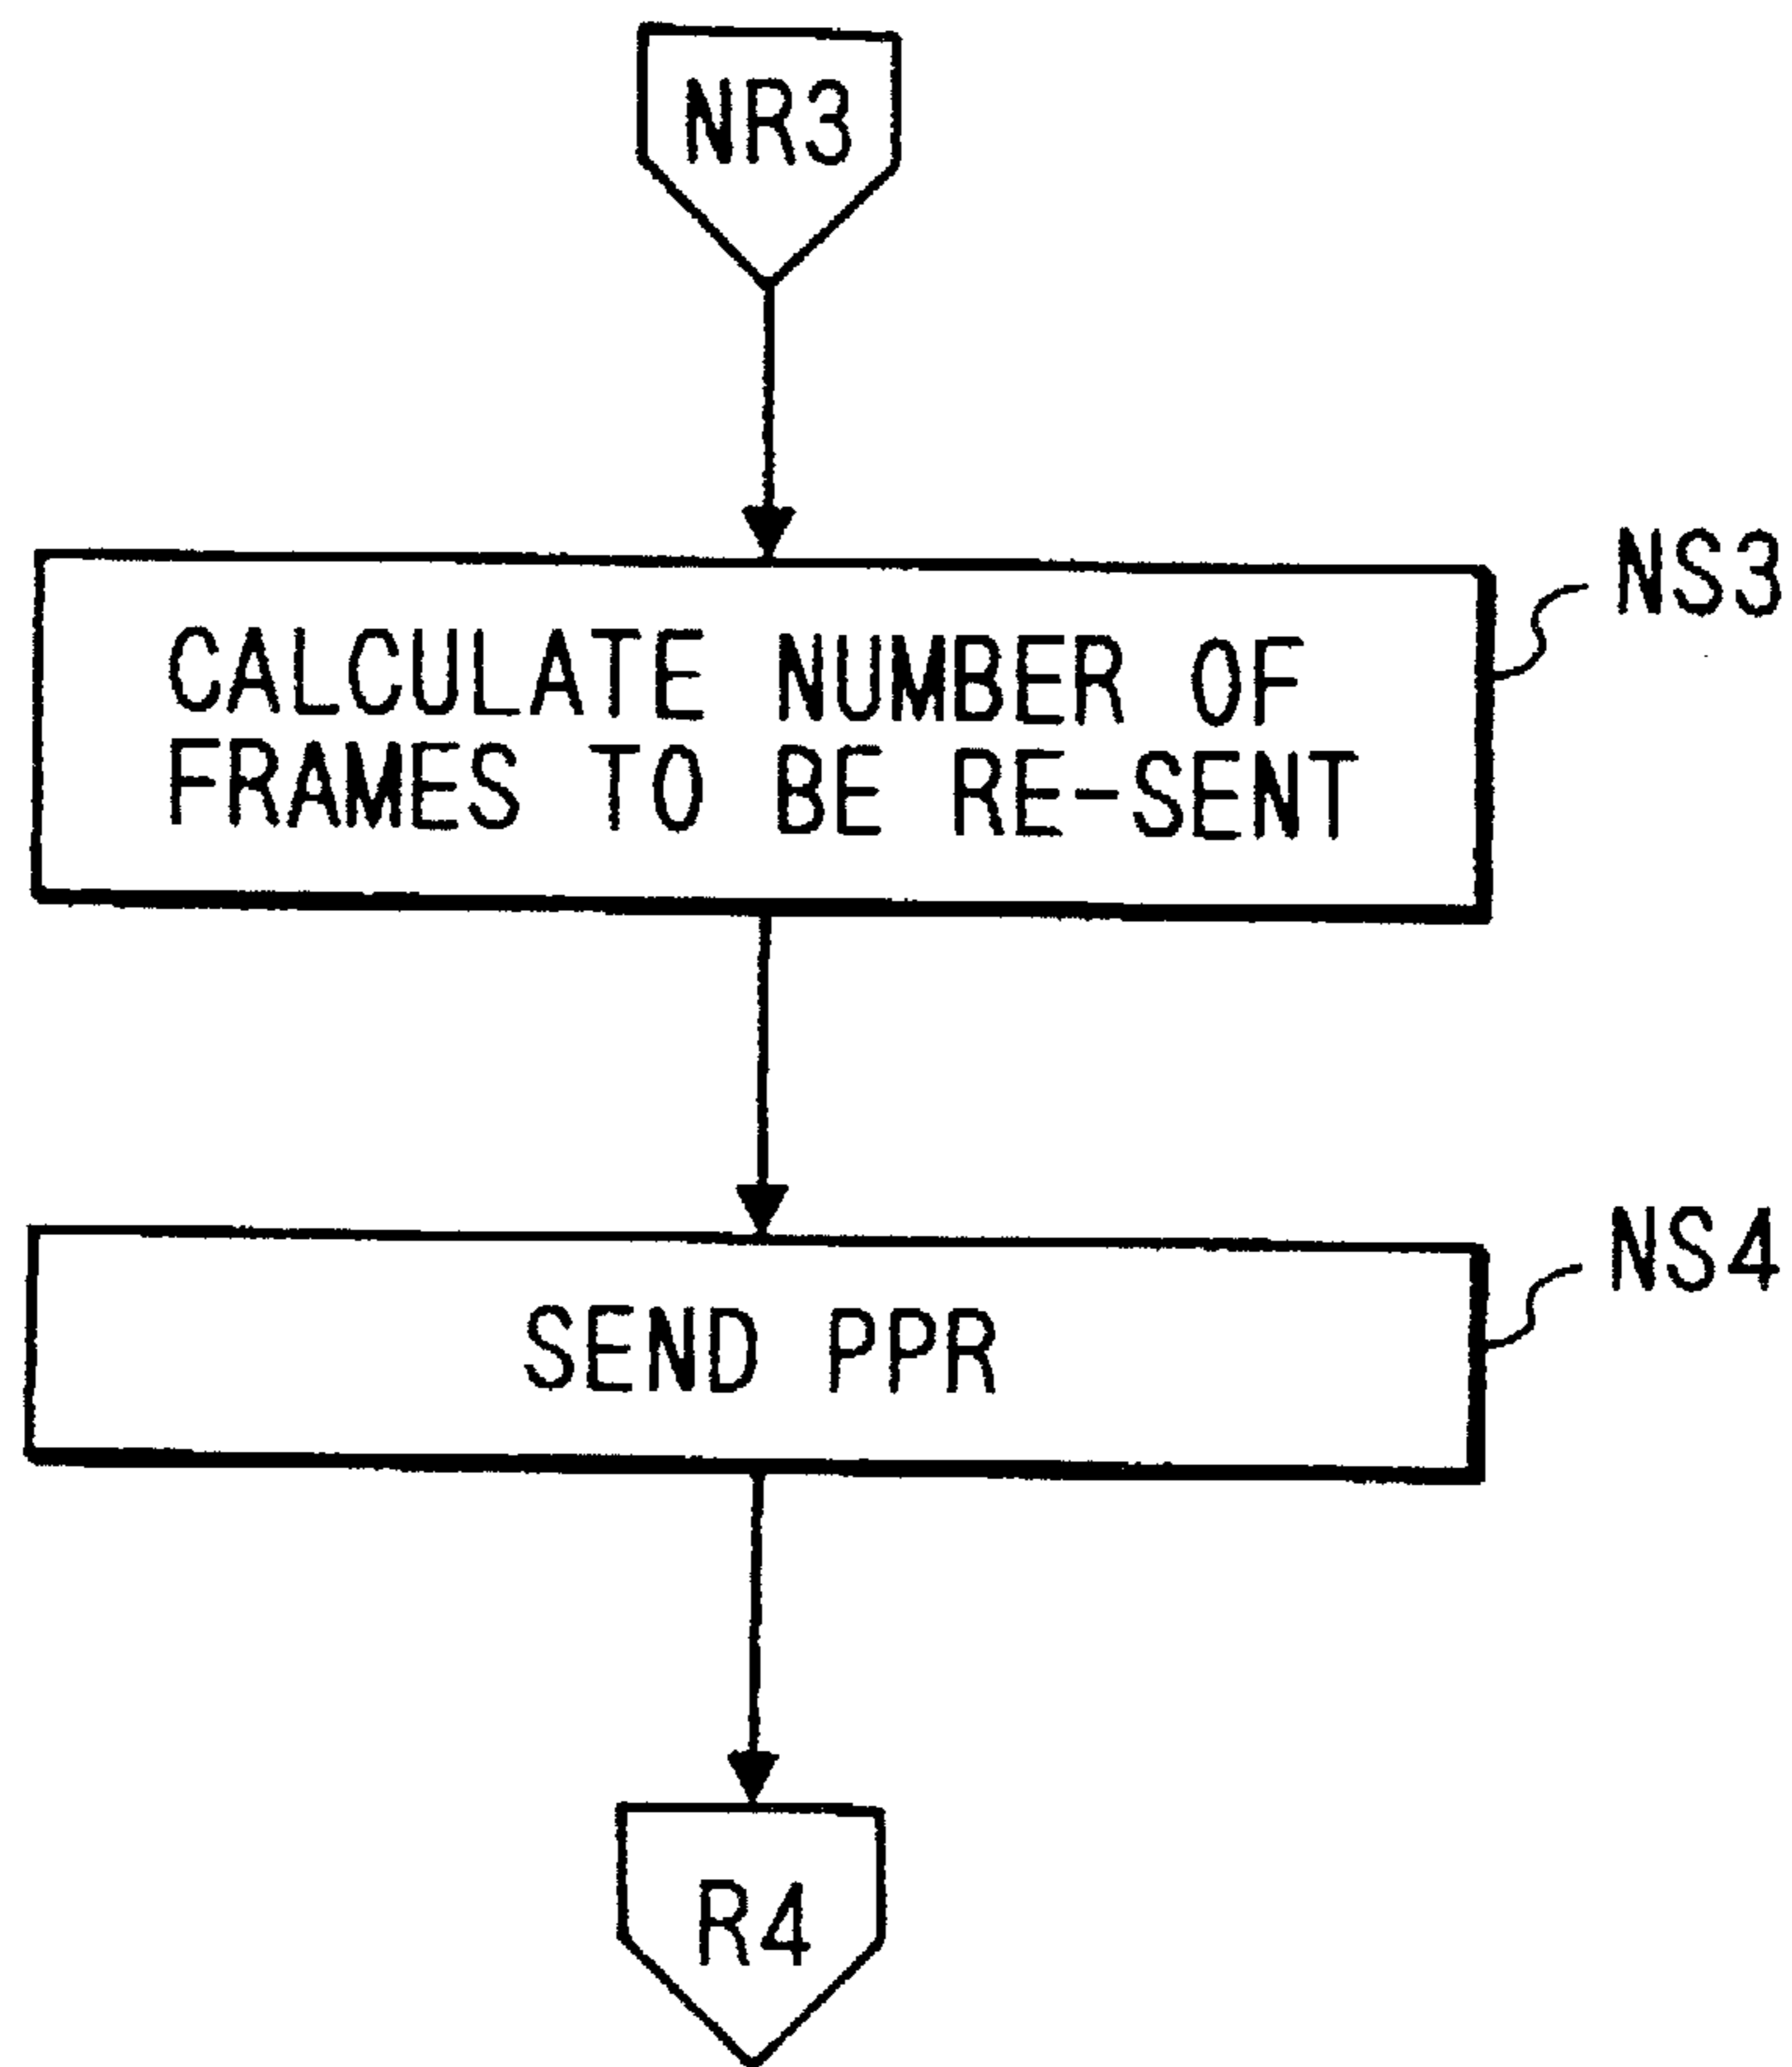 NR3
NS3
CALCULATE NUMBER OF
FRAMES TO BE RE-SENT
NS4
SEND PPR
R4